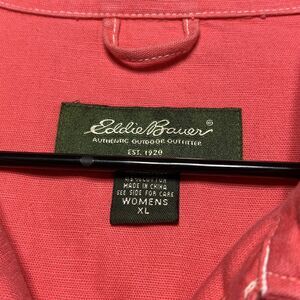 Eddie Bauer®
AUTHENTIC OUTDOOR OUTFITTER
EST. 1920
MADE IN CHINA
SEE SIDE FOR CARE
WOMENS
XL